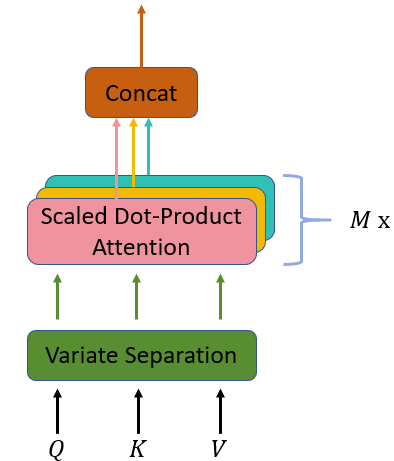 Concat
Scaled Dot-Product
Attention
M x
Variate Separation
Q K V